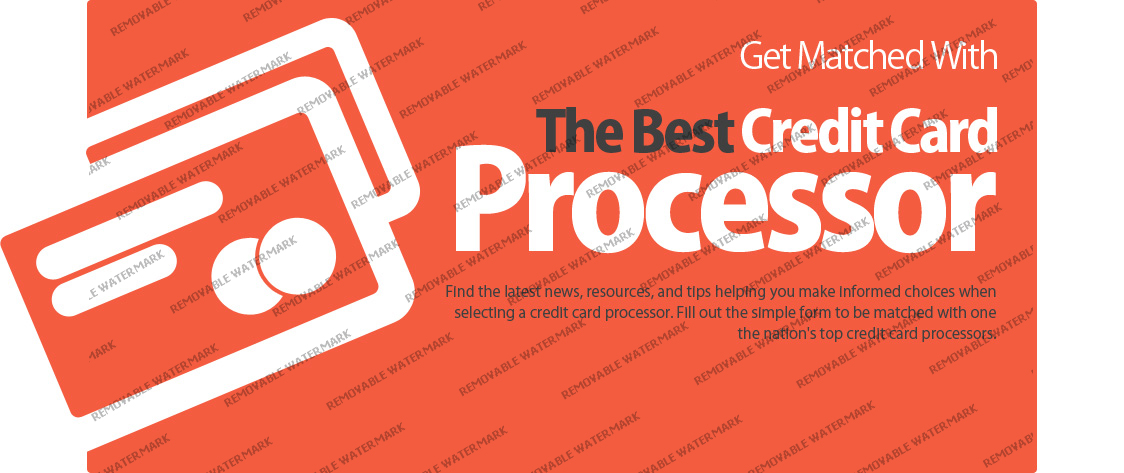 Get Matched With
The Best Credit Card
Processor
Find the latest news, resources, and tips helping you make informed choices when
selecting a credit card processor. Fill out the simple form to be matched with one
the nation's top credit card processors.
REMOVABLE WATERMARK